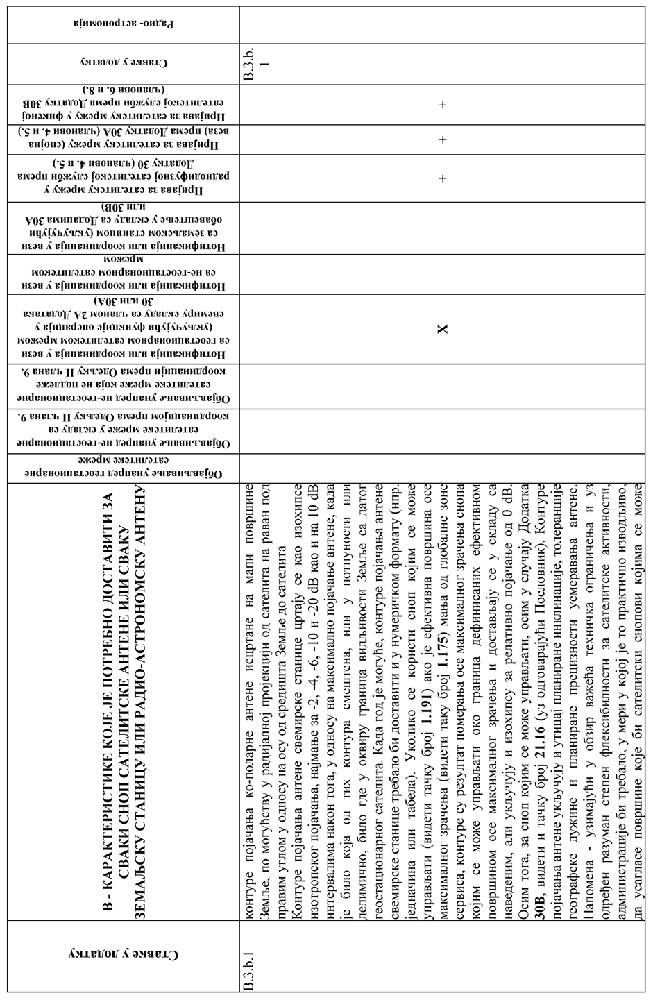 Ставке у додатку
В - КАРАКТЕРИСТИКЕ КОЈЕ ЈЕ ПОТРЕБНО ДОСТАВИТИ ЗА
СВАКИ СНОП САТЕЛИТСКЕ АНТЕНЕ ИЛИ СВАКУ
ЗЕМАЉСКУ СТАНИЦУ ИЛИ РАДИО-АСТРОНОМСКУ АНТЕНУ
Објављивање унапред геостационарне
сателитске мреже
Објављивање унапред не-геостационарне
сателитске мреже у складу са
координацијом према Одељку II члана 9.
Објављивање унапред не-геостационарне
сателитске мреже која не подлеже
координацији према Одељку II члана 9.
Нотификација или координација у вези
са геостационарном сателитском мрежом
(укључујући функције операција у
свемиру складу са чланом 2А Додатака
30 или 30А)
Нотификација или координација у вези
са не-геостационарном сателитском
мрежом
Нотификација или координација у вези
са земаљском станицом (укључујући
обавештење у складу са Додацима 30А
или 30В)
Пријава за сателитску мрежу у
радиодифузној сателитској служби према
Додатку 30 (чланови 4. и 5.)
Пријава за сателитску мрежу (спојна
веза) према Додатку 30А (чланови 4. и 5.)
Пријава за сателитску мрежу у фиксној
сателитској служби према Додатку 30В
(чланови 6. и 8.)
Ставке у додатку
Радио- астрономија
B.3.b.1
контуре појачања ко-поларне антене исцртане на мапи површине
Земље, по могућству у радијалној пројекцији од сателита на раван под
правим углом у односу на осу од средишта Земље до сателита
Контуре појачања антене свемирске станице цртају се као изохипсе
изотропског појачања, најмање за -2, -4, -6, -10 и -20 dB као и на 10 dB
интервалима након тога, у односу на максимално појачање антене, када
је било која од тих контура смештена, или у потпуности или
делимично, било где у оквиру граница видљивости Земље са датог
геостационарног сателита. Када год је могуће, контуре појачања антене
свемирске станице требало би доставити и у нумеричком формату (нпр.
једначина или табела). Уколико се користи сноп којим се може
управљати (видети тачку број 1.191) ако је ефективна површина осе
максималног зрачења (видети таку број 1.175) мања од глобалне зоне
сервиса, контуре су резултат померања осе максималног зрачења снопа
којим се може управљати око граница дефинисаних ефективном
површином осе максималног зрачења и достављају се у складу са
наведеним, али укључују и изохипсу за релативно појачање од 0 dB.
Осим тога, за сноп којим се може управљати, осим у случају Додатка
30B, видети и тачку број 21.16 (уз одговарајући Пословник). Контуре
појачања антене укључују и утицај планиране инклинације, толеранције
географске дужине и планиране прецизности усмеравања антене.
Напомена - узимајући у обзир важећа техничка ограничења и уз
одређен разуман степен флексибилности за сателитске активности,
администрације би требало, у мери у којој је то практично изводљиво,
да усагласе површине које би сателитски снопови којима се може
X
+
+
+
B.3.b.
1